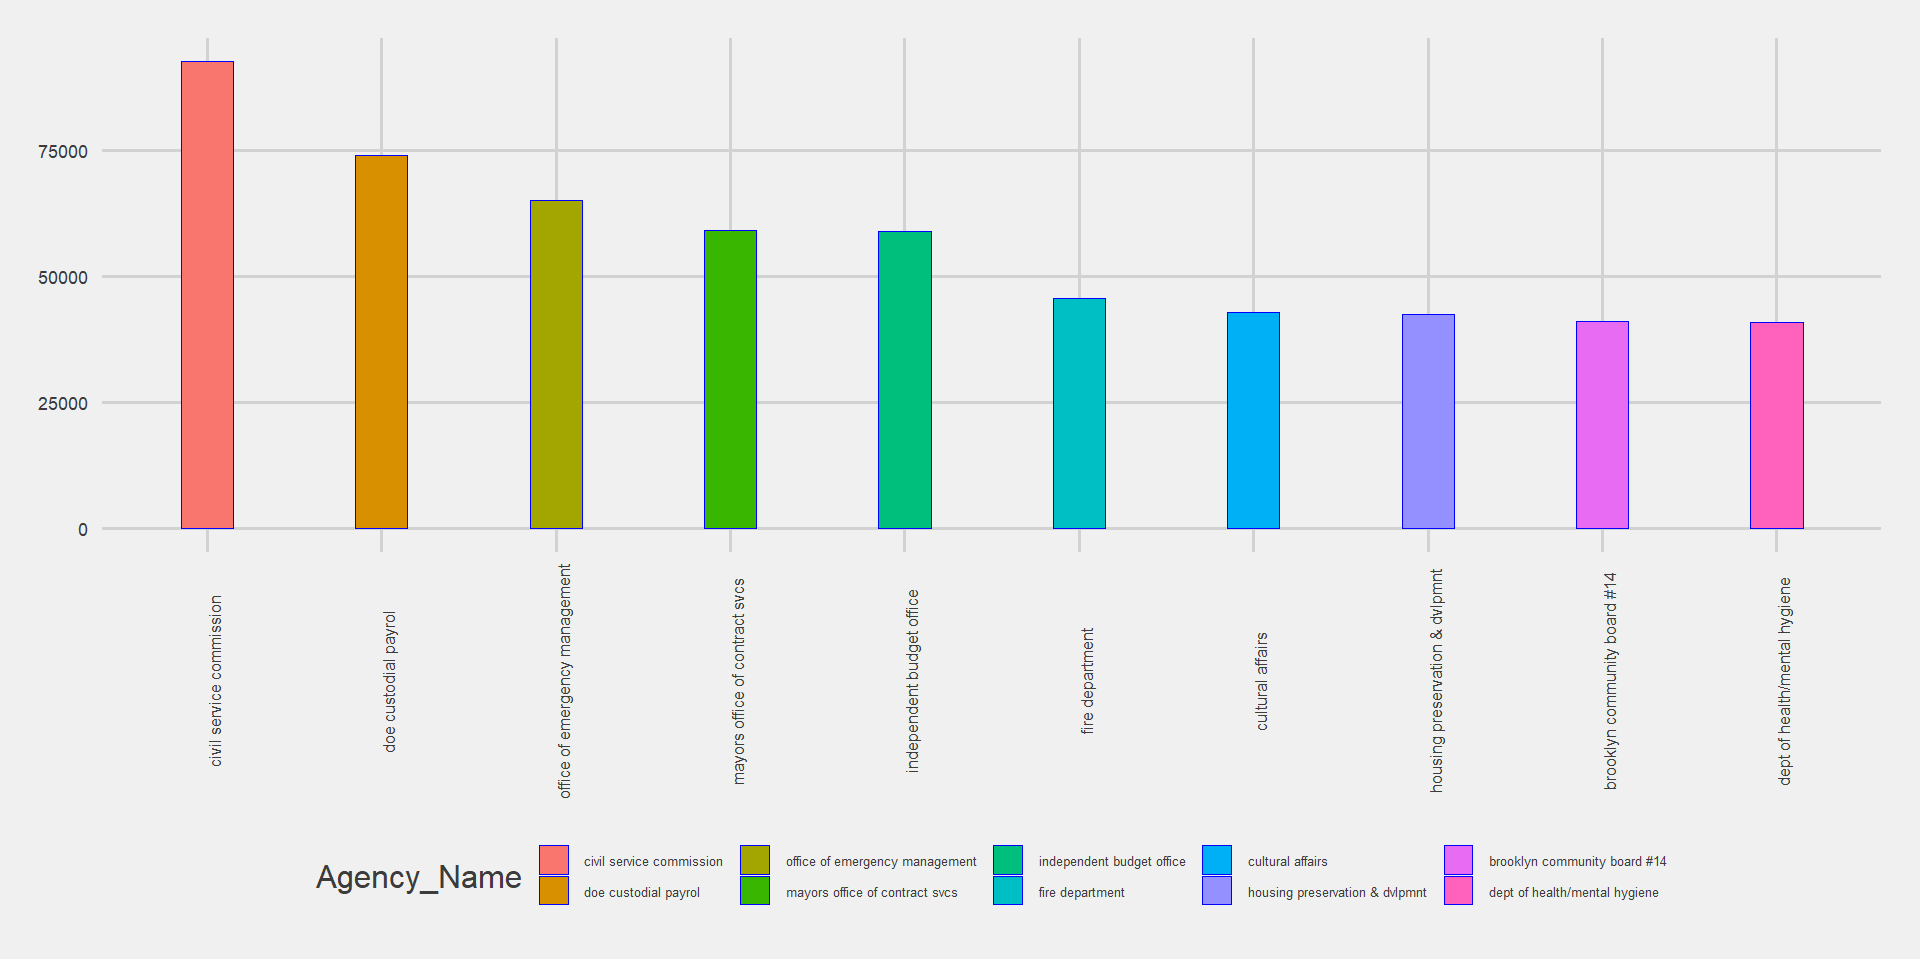 75000
50000
25000
0
civil service commission
doe custodial payrol
office of emergency management
mayors office of contract svcs
independent budget office
fire department
cultural affairs
housing preservation & dvlpmnt
brooklyn community board #14
dept of health/mental hygiene
Agency_Name
civil service commission
doe custodial payrol
office of emergency management
mayors office of contract svcs
independent budget office
fire department
cultural affairs
housing preservation & dvlpmnt
brooklyn community board #14
dept of health/mental hygiene